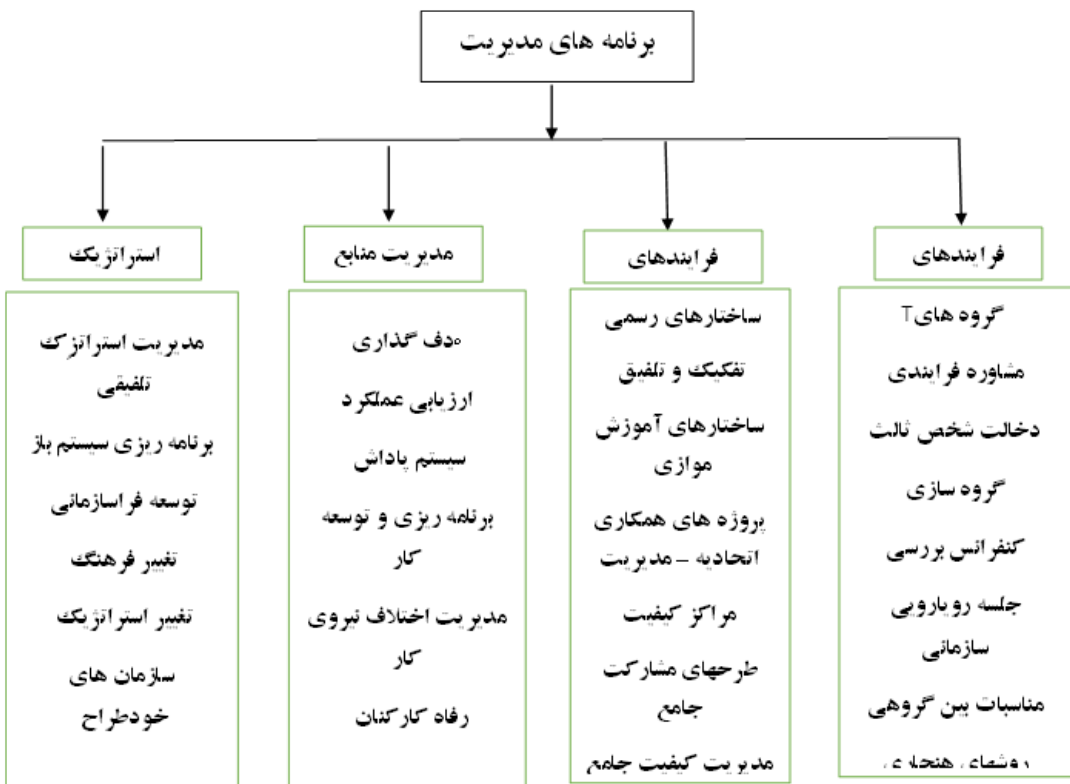 برنامه های مدیریت
فرایندهای
گروه هایT
مشاوره فرایندی
دخالت شخص ثالث
گروه سازی
کنفرانس بررسی
جلسه رویارویی
سازمانی
مناسبات بین گروهی
روشهای هنجاری
فرایندهای
ساختارهای رسمی
تفکیک و تلفیق
ساختارهای آموزش
موازی
پروژه های همکاری
اتحادیه – مدیریت
مراکز کیفیت
طرحهای مشارکت
جامع
مدیریت کیفیت جامع
مدیریت منابع
هدف گذاری
ارزیابی عملکرد
سیستم پاداش
برنامه ریزی و توسعه
کار
مدیریت اختلاف نیروی
کار
رفاه کارکنان
استراتژیک
مدیریت استراتژک
تلفیقی
برنامه ریزی سیستم باز
توسعه فراسازمانی
تغییر فرهنگ
تغییر استراتژیک
سازمان های
خودطراح